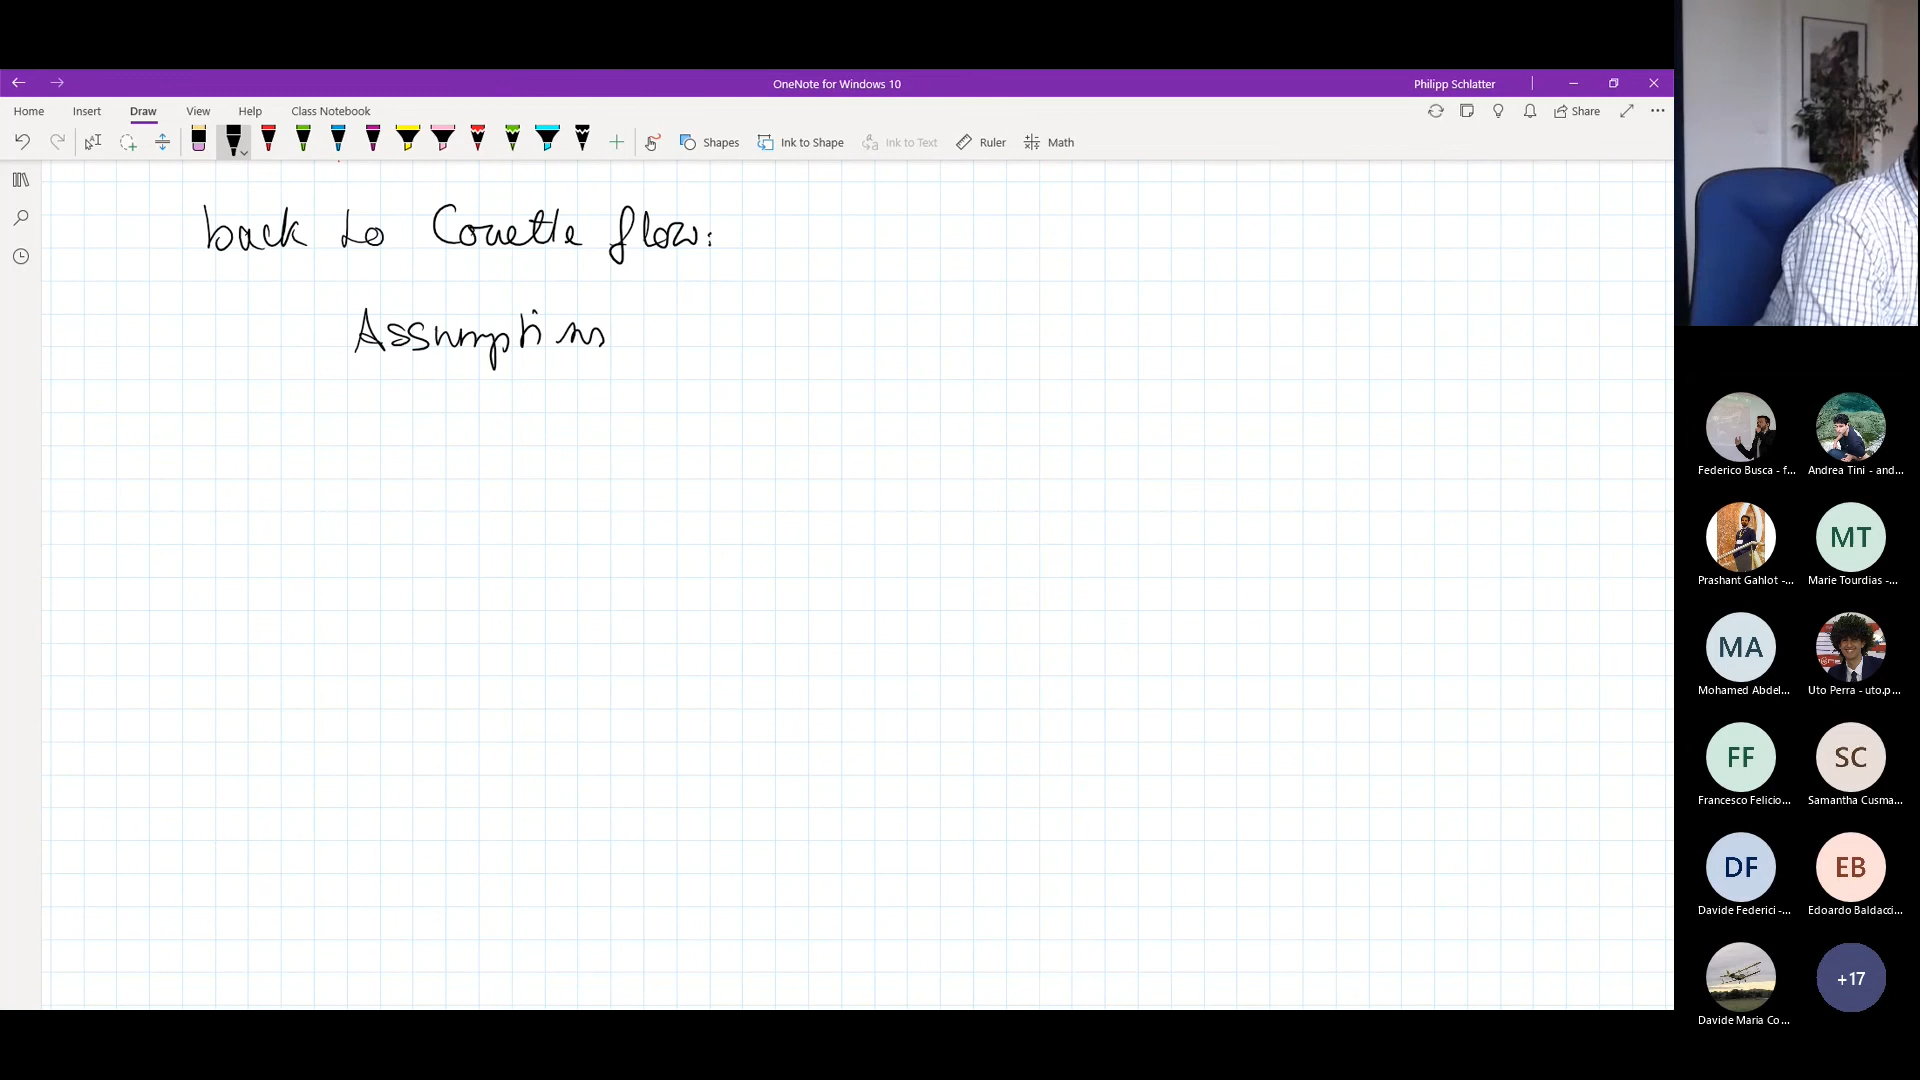 OneNote for Windows 10
Philipp Schlatter
Home Insert Draw View Help Class Notebook
Share
Shapes Ink to Shape Ink to Text Ruler Math
back to Couette flow:
Assumptions
Federico Busca - f... Andrea Tini - and...
MT
Prashant Gahlot -... Marie Tourdias -...
MA
Mohamed Abdel... Uto Perra - uto.p...
FF SC
Francesco Felicio... Samantha Cusma...
DF EB
Davide Federici -... Edoardo Baldacci...
+17
Davide Maria Co...